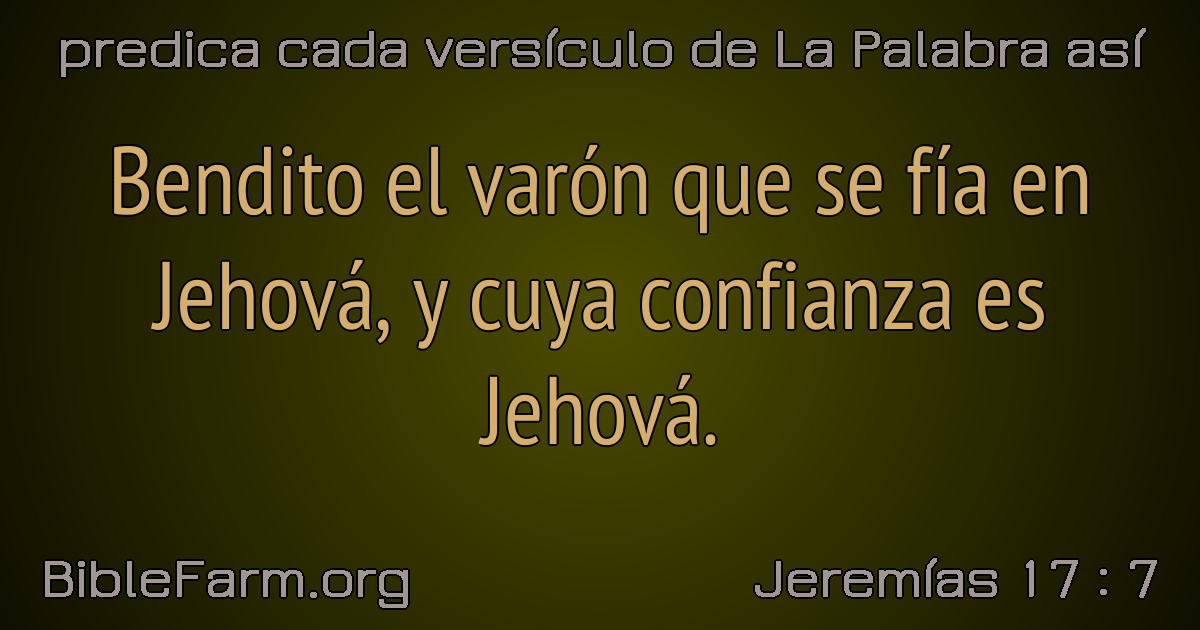 predica cada versículo de La Palabra así
Bendito el varón que se fía en
Jehová, y cuya confianza es
Jehová.
BibleFarm.org
Jeremías 17 : 7